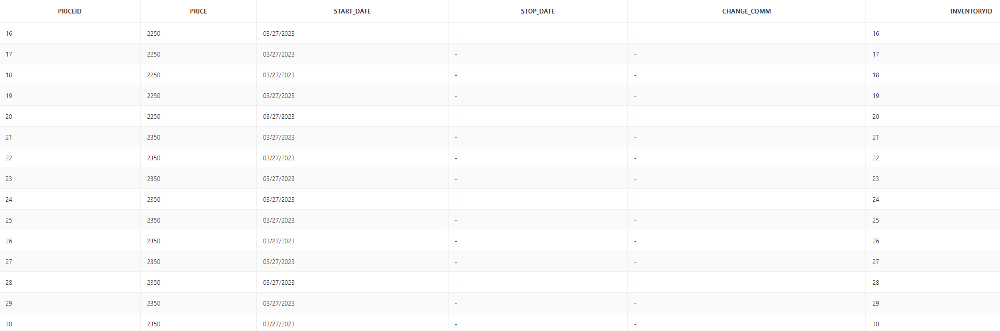 PRICEID PRICE START_DATE STOP_DATE CHANGE_COMM INVENTORYID
16 2250 03/27/2023 - - 16
17 2250 03/27/2023 - - 17
18 2250 03/27/2023 - - 18
19 2250 03/27/2023 - - 19
20 2250 03/27/2023 - - 20
21 2350 03/27/2023 - - 21
22 2350 03/27/2023 - - 22
23 2350 03/27/2023 - - 23
24 2350 03/27/2023 - - 24
25 2350 03/27/2023 - - 25
26 2350 03/27/2023 - - 26
27 2350 03/27/2023 - - 27
28 2350 03/27/2023 - - 28
29 2350 03/27/2023 - - 29
30 2350 03/27/2023 - - 30